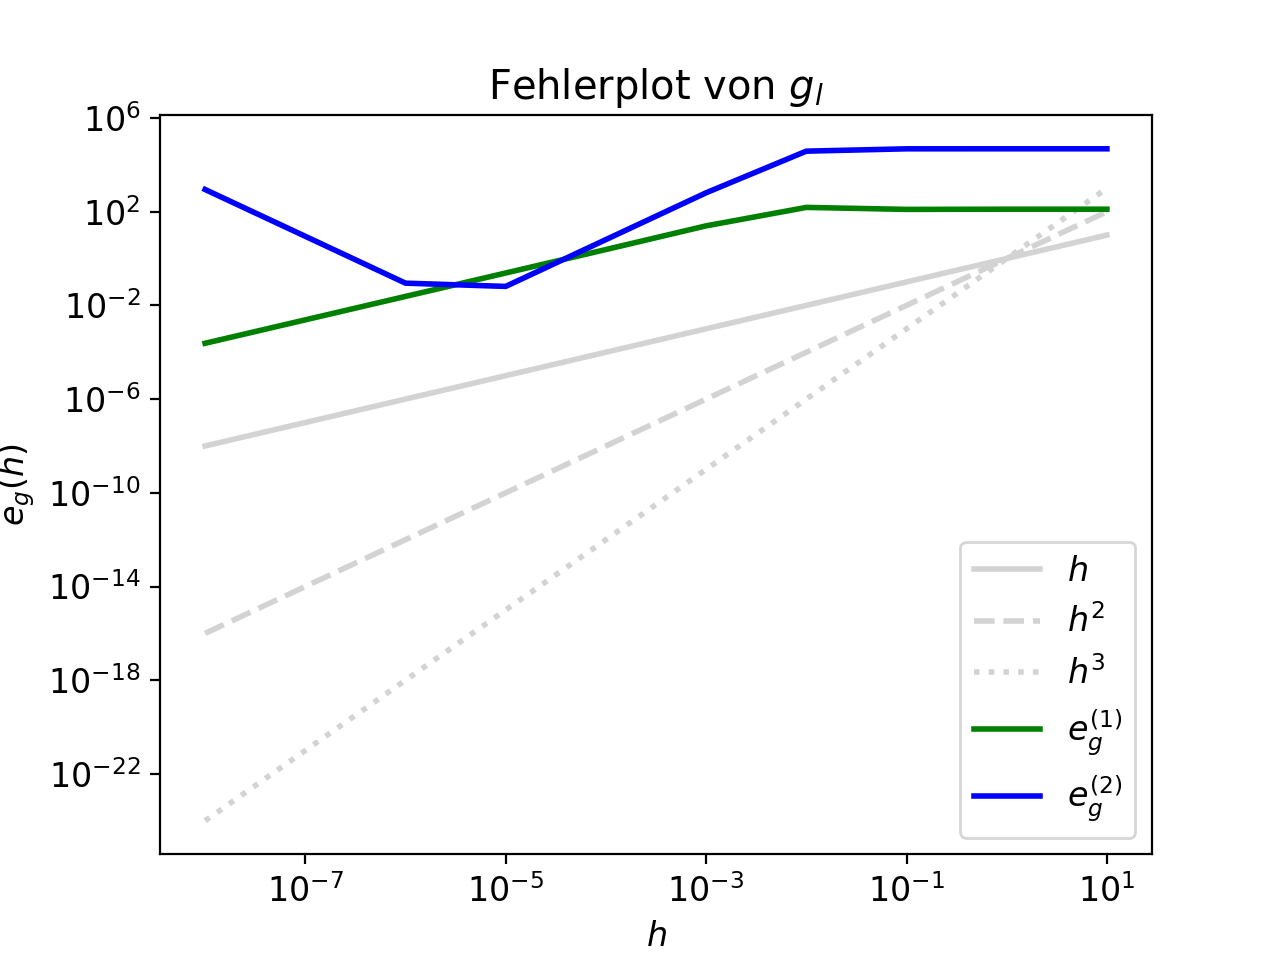 Fehlerplot von $g_l$
$10^6$
$10^2$
$10^{-2}$
$10^{-6}$
$10^{-10}$
$10^{-14}$
$10^{-18}$
$10^{-22}$
$e_g(h)$
$h$
$h^2$
$h^3$
$e_g^{(1)}$
$e_g^{(2)}$
$10^{-7}$ $10^{-5}$ $10^{-3}$ $10^{-1}$ $10^1$
$h$